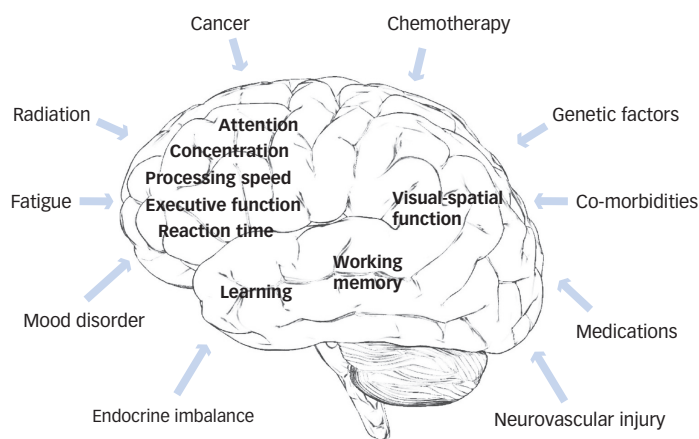 Cancer
Chemotherapy
Radiation
Genetic factors
Attention
Concentration
Processing speed
Fatigue
Executive function
Visual-spatial
function
Co-morbidities
Reaction time
Working
memory
Learning
Mood disorder
Medications
Endocrine imbalance
Neurovascular injury